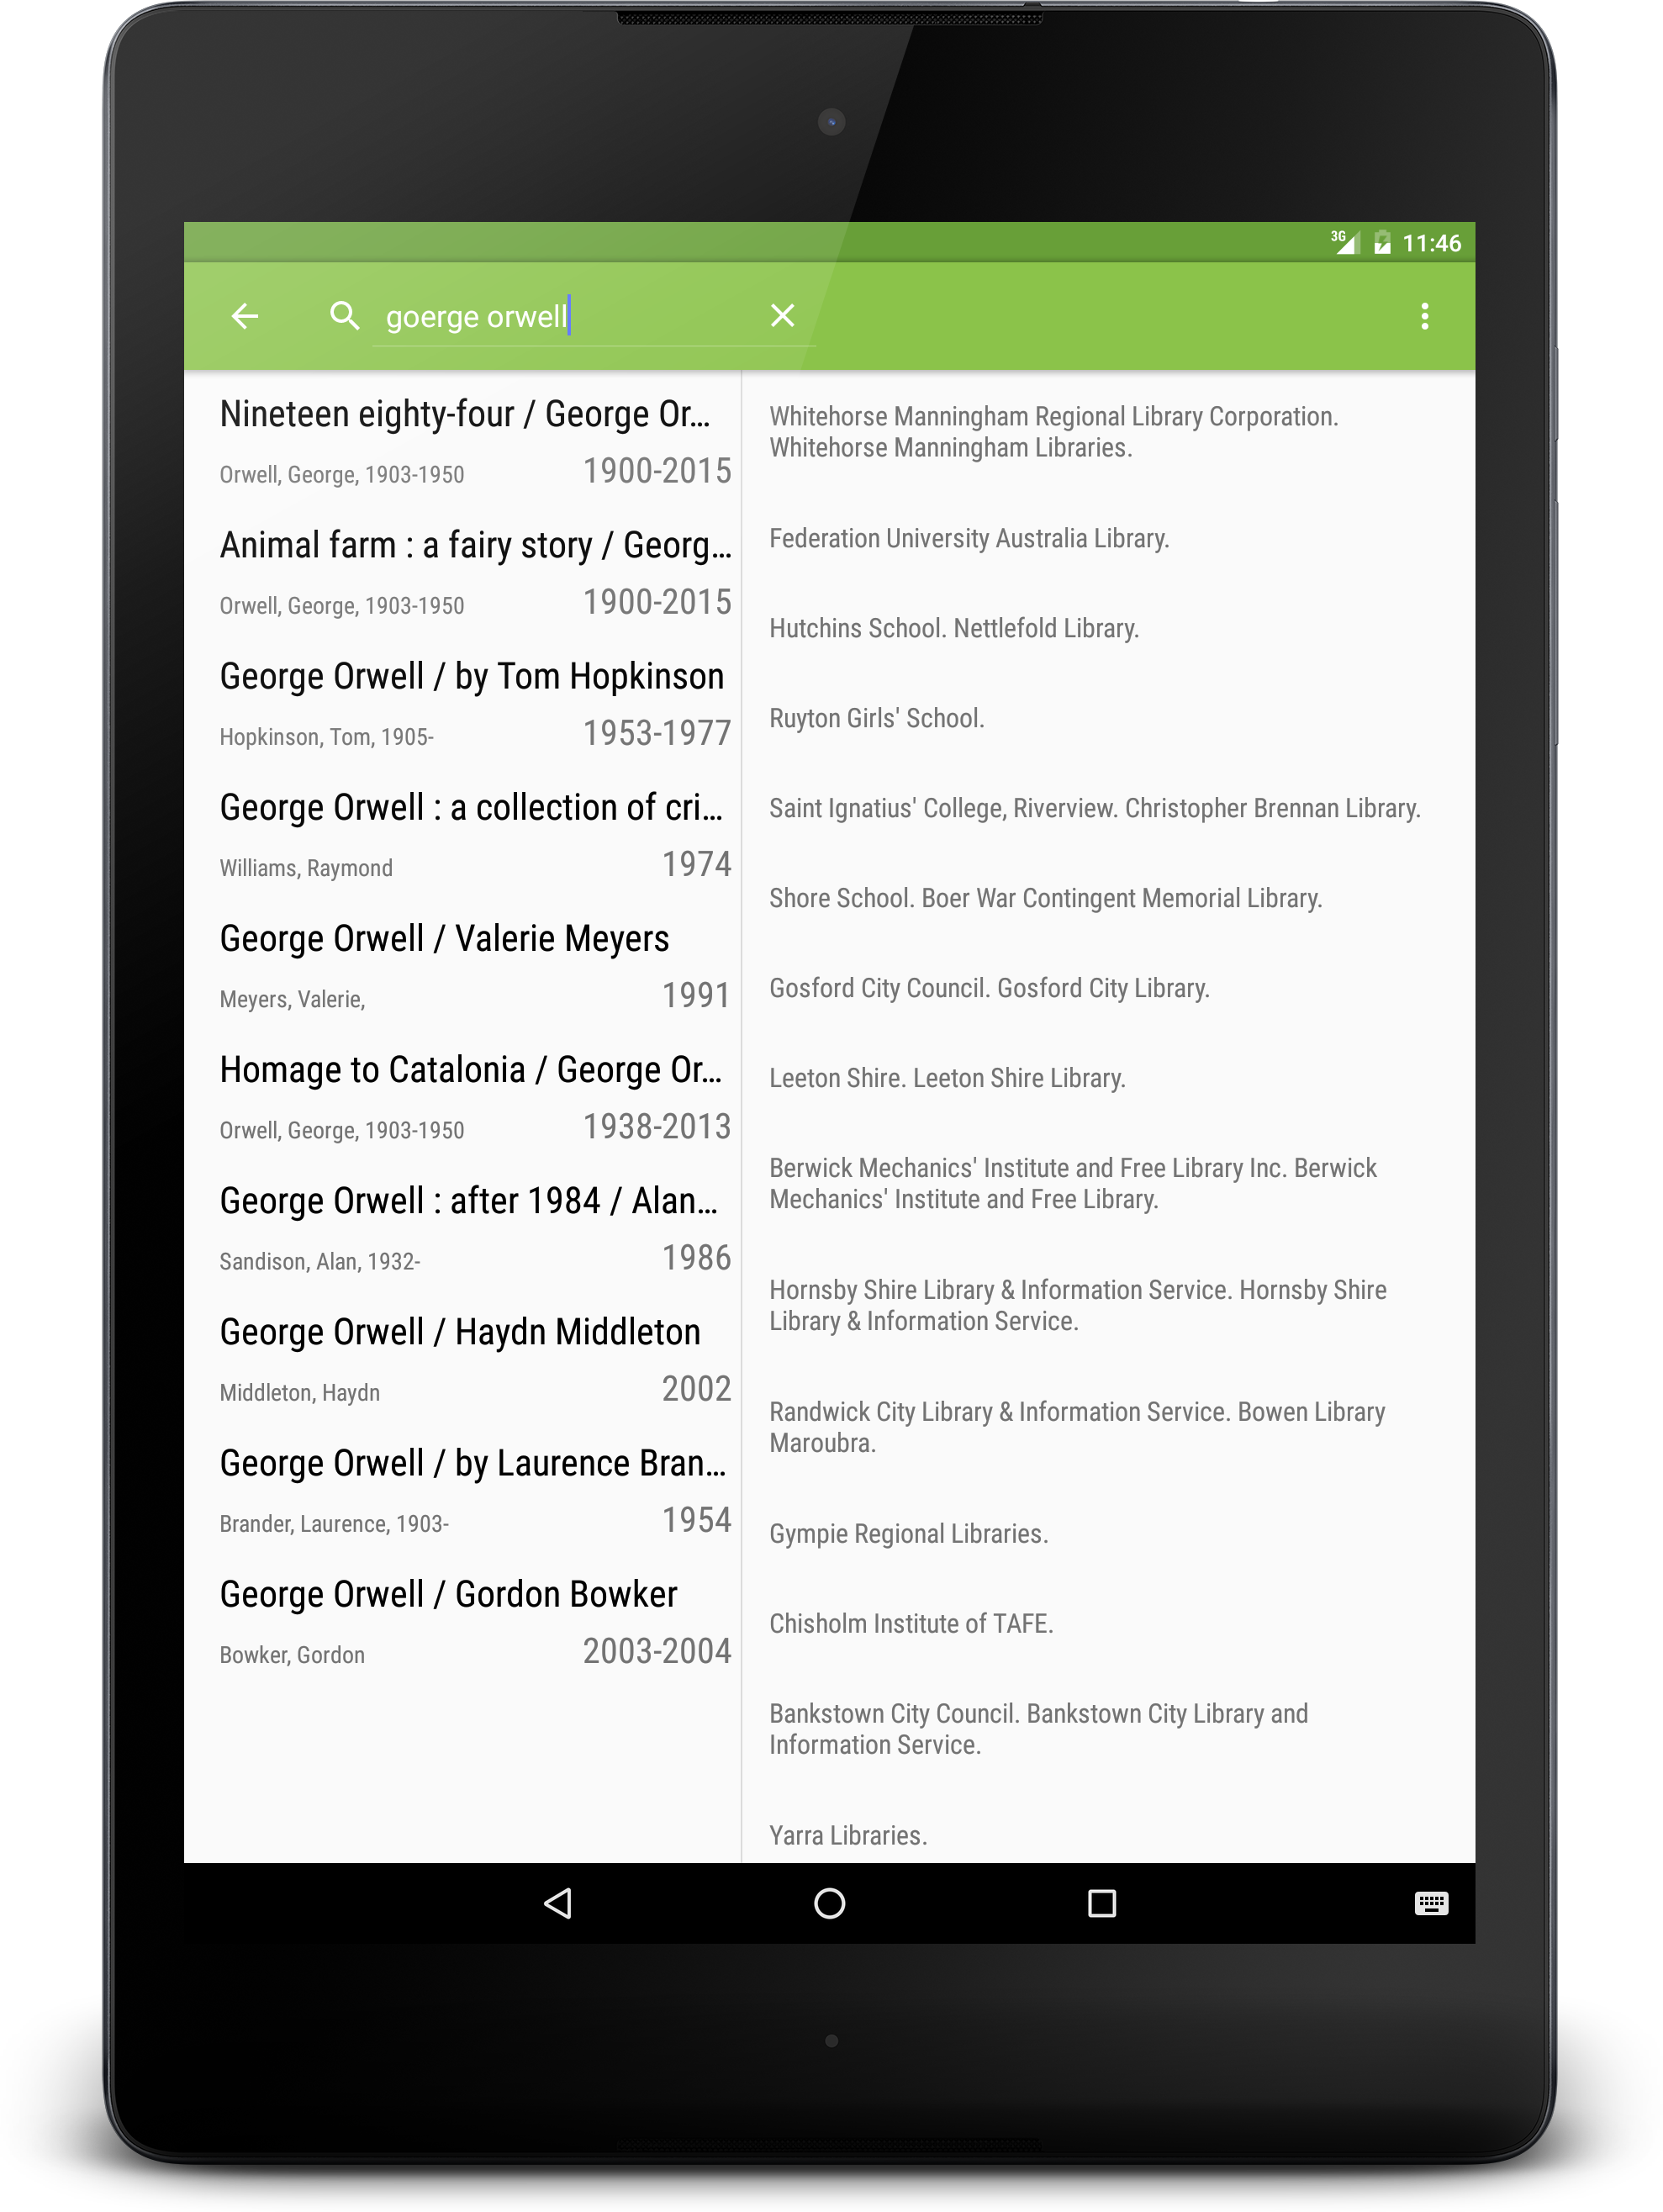 3G 11:46
goerge orwell
Nineteen eighty-four / George Or...
Orwell, George, 1903-1950 1900-2015
Animal farm : a fairy story / Georg...
Orwell, George, 1903-1950 1900-2015
George Orwell / by Tom Hopkinson
Hopkinson, Tom, 1905- 1953-1977
George Orwell : a collection of cri...
Williams, Raymond 1974
George Orwell / Valerie Meyers
Meyers, Valerie, 1991
Homage to Catalonia / George Or...
Orwell, George, 1903-1950 1938-2013
George Orwell : after 1984 / Alan...
Sandison, Alan, 1932- 1986
George Orwell / Haydn Middleton
Middleton, Haydn 2002
George Orwell / by Laurence Bran...
Brander, Laurence, 1903- 1954
George Orwell / Gordon Bowker
Bowker, Gordon 2003-2004
Whitehorse Manningham Regional Library Corporation.
Whitehorse Manningham Libraries.
Federation University Australia Library.
Hutchins School. Nettlefold Library.
Ruyton Girls' School.
Saint Ignatius' College, Riverview. Christopher Brennan Library.
Shore School. Boer War Contingent Memorial Library.
Gosford City Council. Gosford City Library.
Leeton Shire. Leeton Shire Library.
Berwick Mechanics' Institute and Free Library Inc. Berwick
Mechanics' Institute and Free Library.
Hornsby Shire Library & Information Service. Hornsby Shire
Library & Information Service.
Randwick City Library & Information Service. Bowen Library
Maroubra.
Gympie Regional Libraries.
Chisholm Institute of TAFE.
Bankstown City Council. Bankstown City Library and
Information Service.
Yarra Libraries.